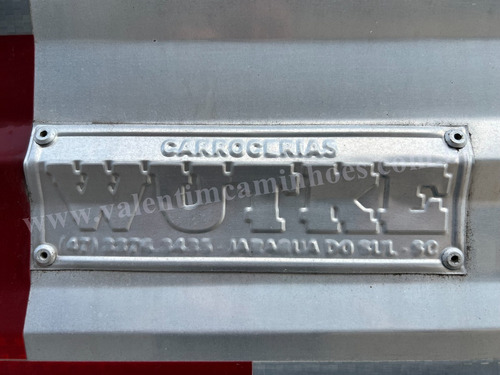 CARROCERIAS
WUTKE
www.valentimcaminhoes.com
JARAGUA DO SUL - SC